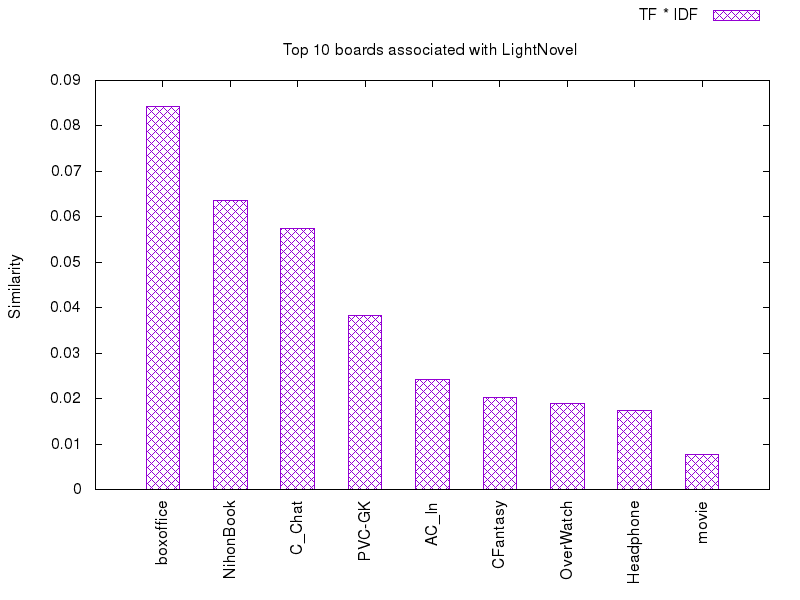 TF * IDF
Top 10 boards associated with LightNovel
0.09
0.08
0.07
0.06
0.05
0.04
0.03
0.02
0.01
0
Similarity
boxoffice
NihonBook
C_Chat
PVC-GK
AC_In
CFantasy
OverWatch
Headphone
movie